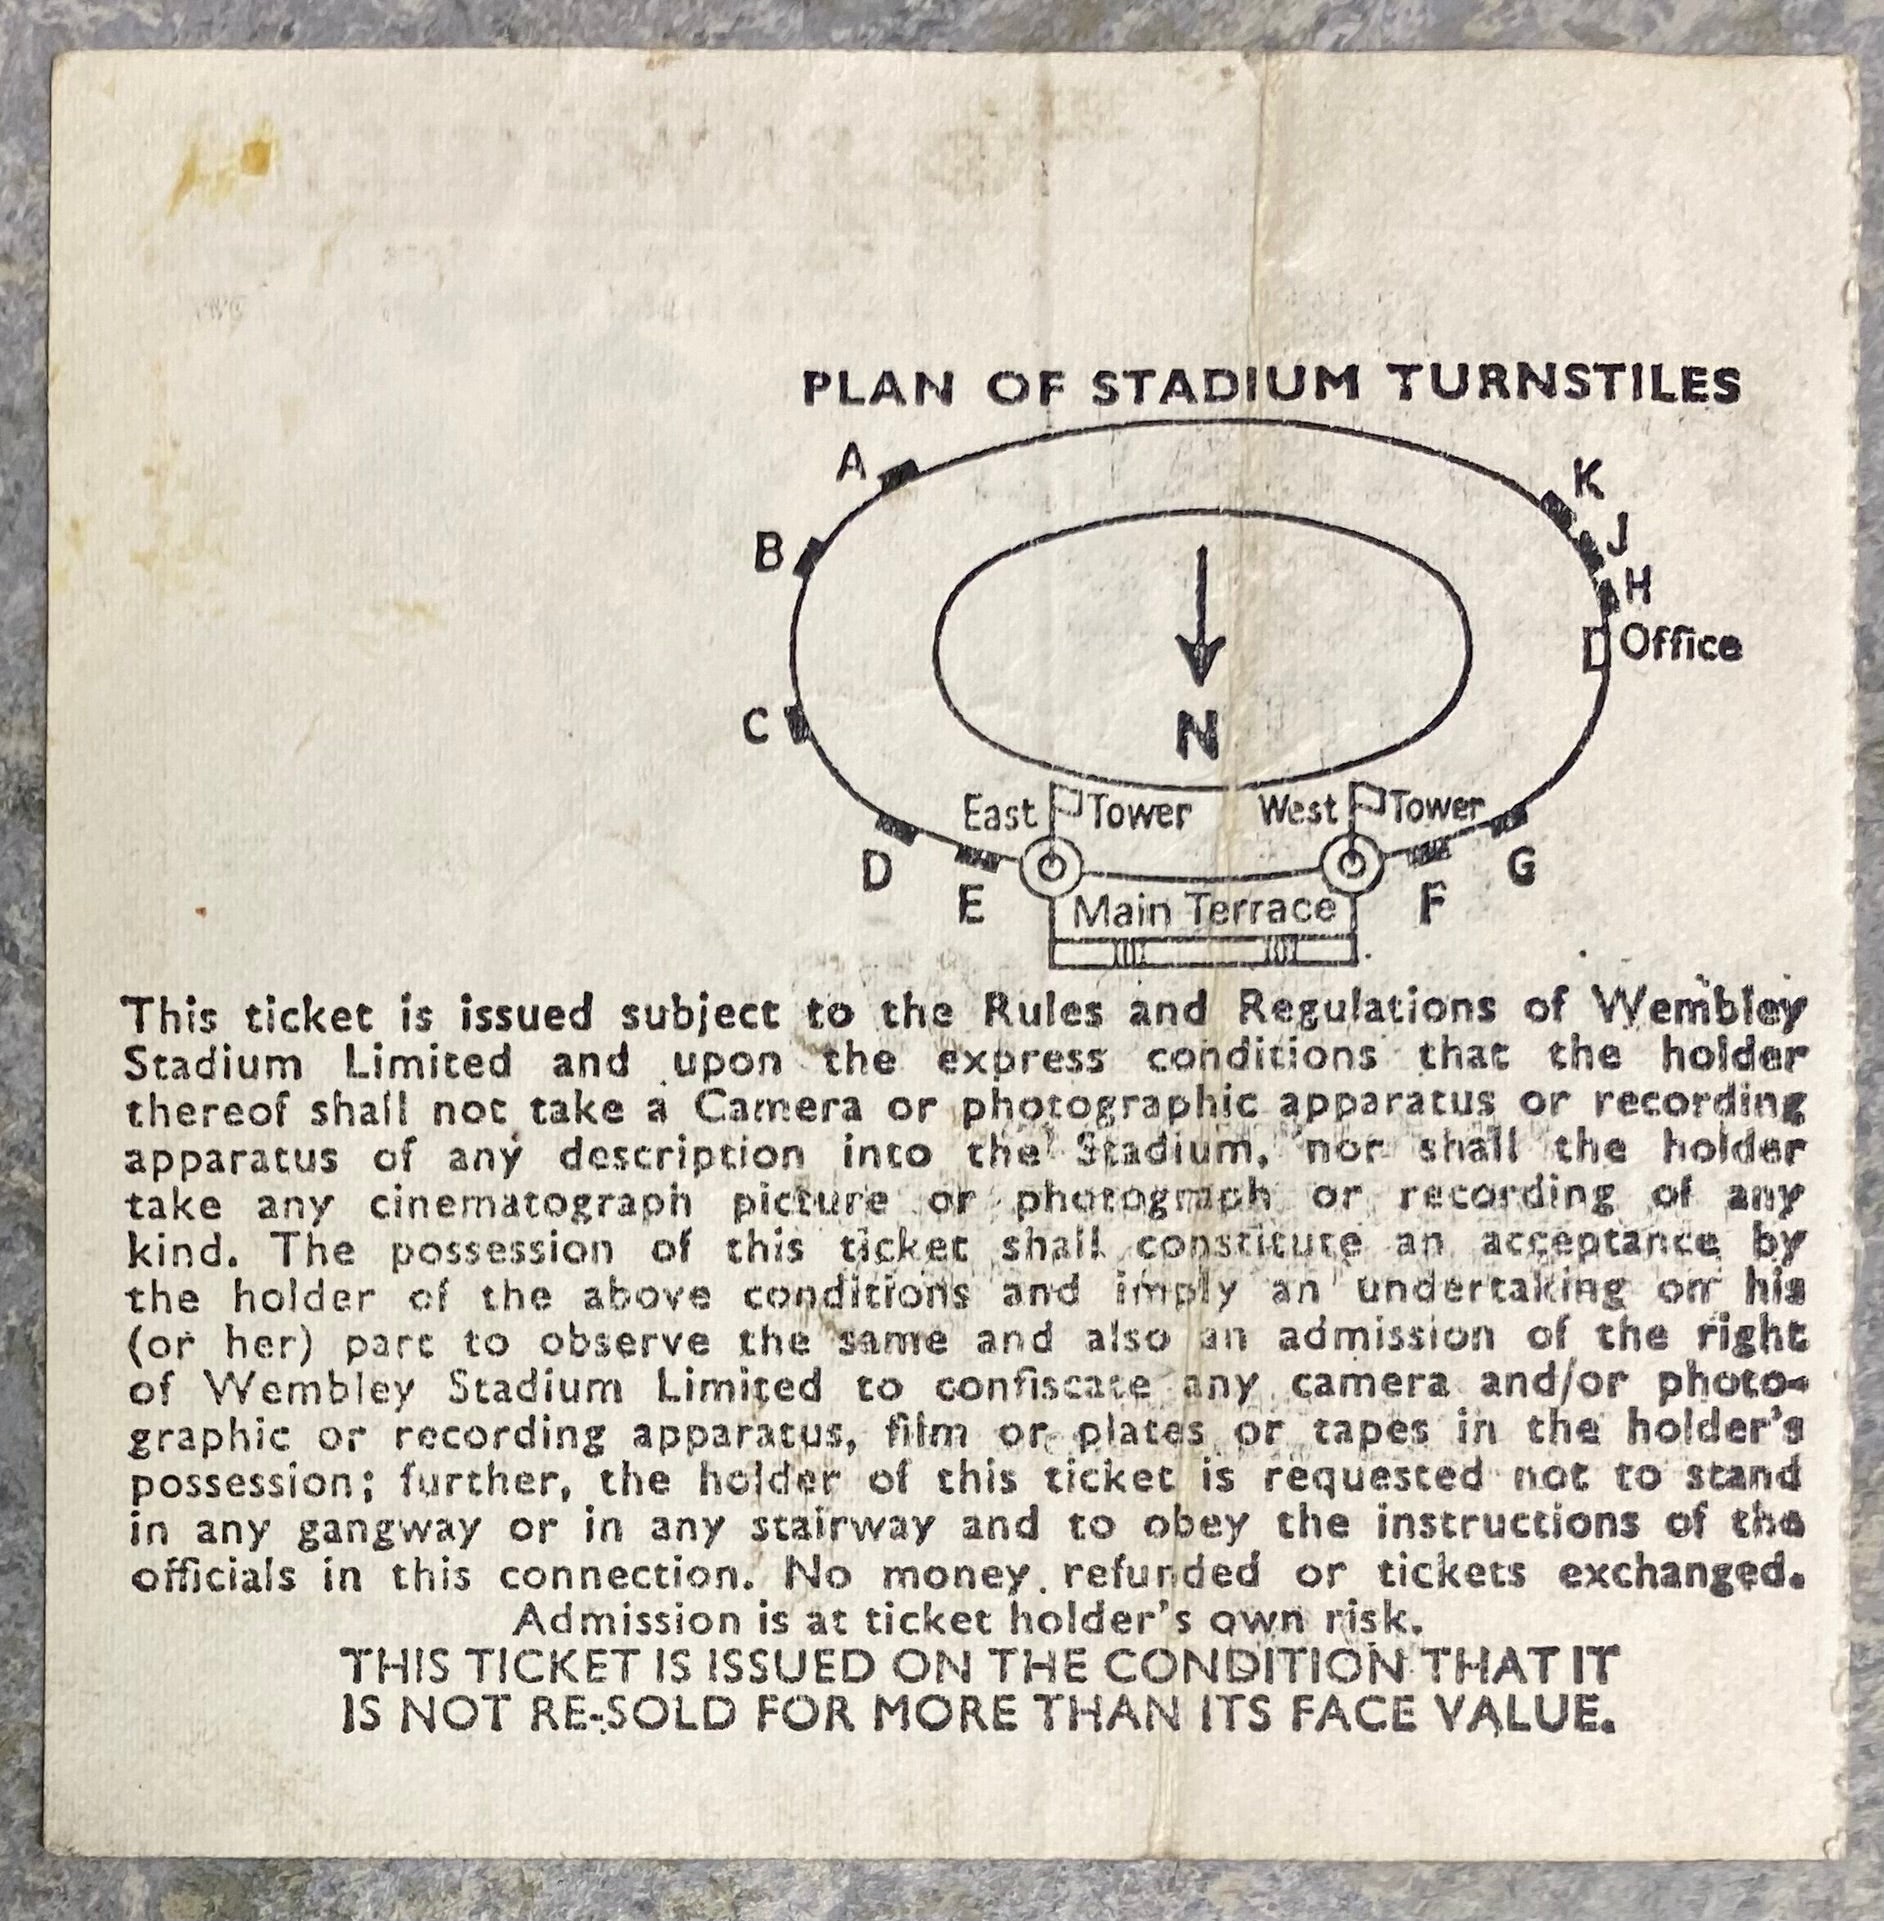 PLAN OF STADIUM TURNSTILES
A
K
B
J
H
Office
C
N
East Tower
West Tower
D
G
E
Main Terrace
F
This ticket is issued subject to the Rules and Regulations of Wembley
Stadium Limited and upon the express conditions that the holder
thereof shall not take a Camera or photographic apparatus or recording
apparatus of any description into the Stadium, nor shall the holder
take any cinematograph picture or photograph or recording of any
kind. The possession of this ticket shall constitute an acceptance by
the holder of the above conditions and imply an undertaking on his
(or her) part to observe the same and also an admission of the right
of Wembley Stadium Limited to confiscate any camera and/or photo-
graphic or recording apparatus, film or plates or tapes in the holder's
possession; further, the holder of this ticket is requested not to stand
in any gangway or in any stairway and to obey the instructions of the
officials in this connection. No money refunded or tickets exchanged.
Admission is at ticket holder's own risk.
THIS TICKET IS ISSUED ON THE CONDITION THAT IT
IS NOT RE-SOLD FOR MORE THAN ITS FACE VALUE.